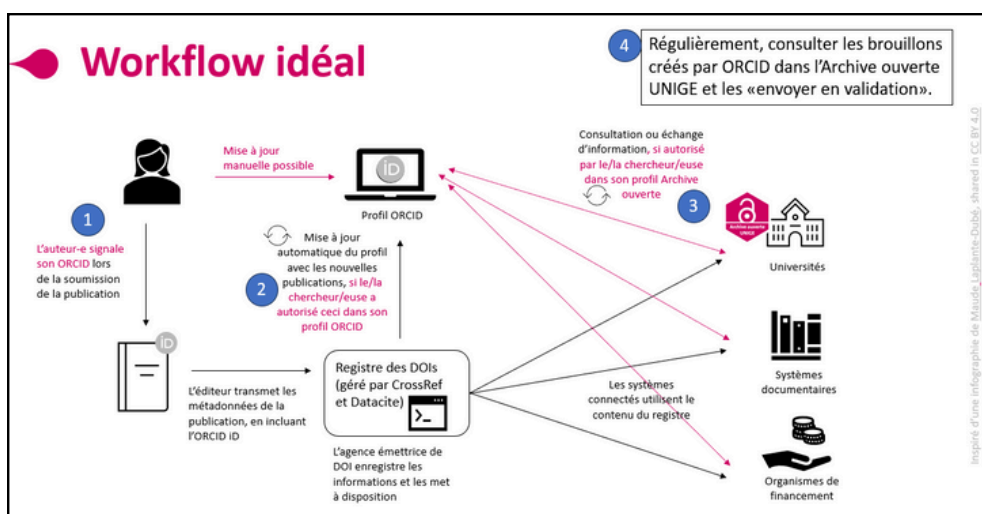 Workflow idéal
4
Régulièrement, consulter les brouillons
créés par ORCID dans l'Archive ouverte
UNIGE et les «envoyer en validation».
Mise à jour
manuelle possible
iD
Profil ORCID
Consultation ou échange
d'information, si autorisé
par le/la chercheur/euse
dans son profil Archive
ouverte
3
Archive ouverte
UNIGE
Universités
1
L'auteur-e signale
son ORCID lors
de la soumission
de la publication
2
Mise à jour
automatique du profil
avec les nouvelles
publications, si le/la
chercheur/euse a
autorisé ceci dans son
profil ORCID
iD
L'éditeur transmet les
métadonnées de la
publication, en incluant
l'ORCID iD
Registre des DOIs
(géré par CrossRef
et Datacite)
L'agence émettrice de
DOI enregistre les
informations et les met
à disposition
Systèmes
documentaires
Les systèmes
connectés utilisent le
contenu du registre
Organismes de
financement
Inspiré d'une infographie de Maude Laplante-Dubé, shared in CC BY 4.0